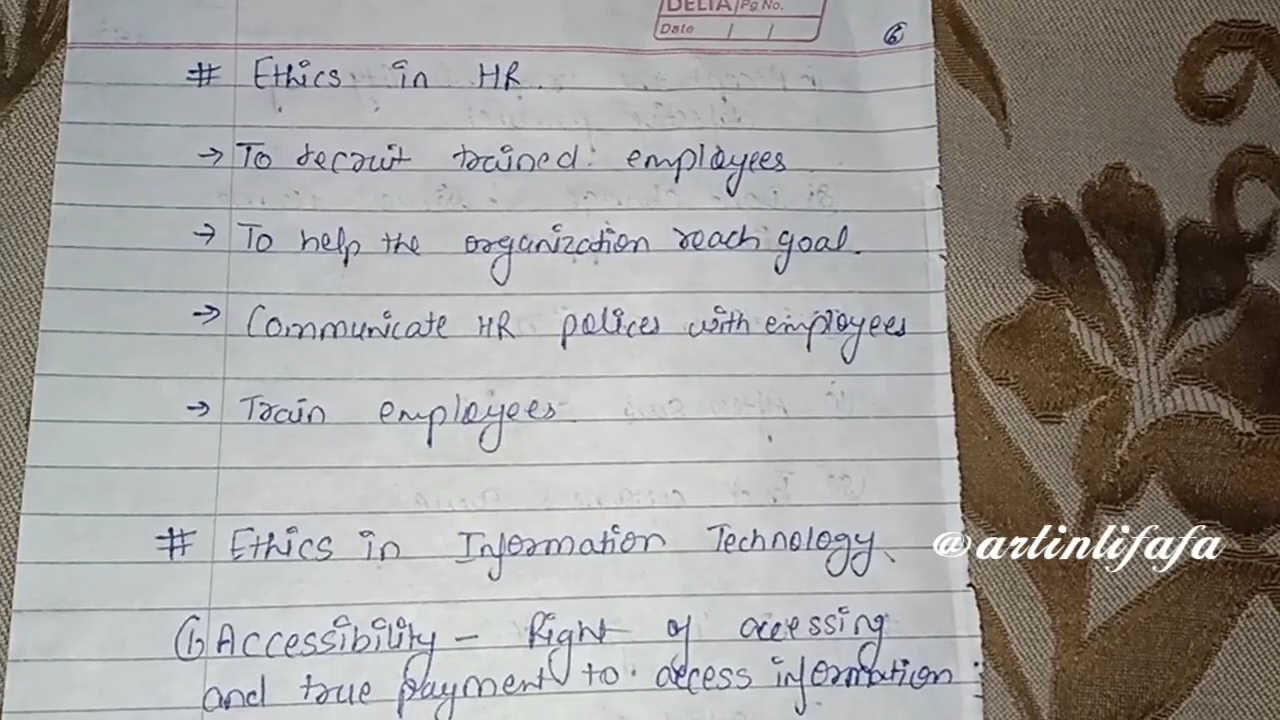 DELTA Pg No.
Date / /
6
# Ethics in HR.
→ To recruit trained employees
→ To help the organization reach goal.
→ Communicate HR polices with employees
→ Train employees
# Ethics in Information Technology
@artinlifafa
(1) Accessibility - Right of accessing
and true payment to access information